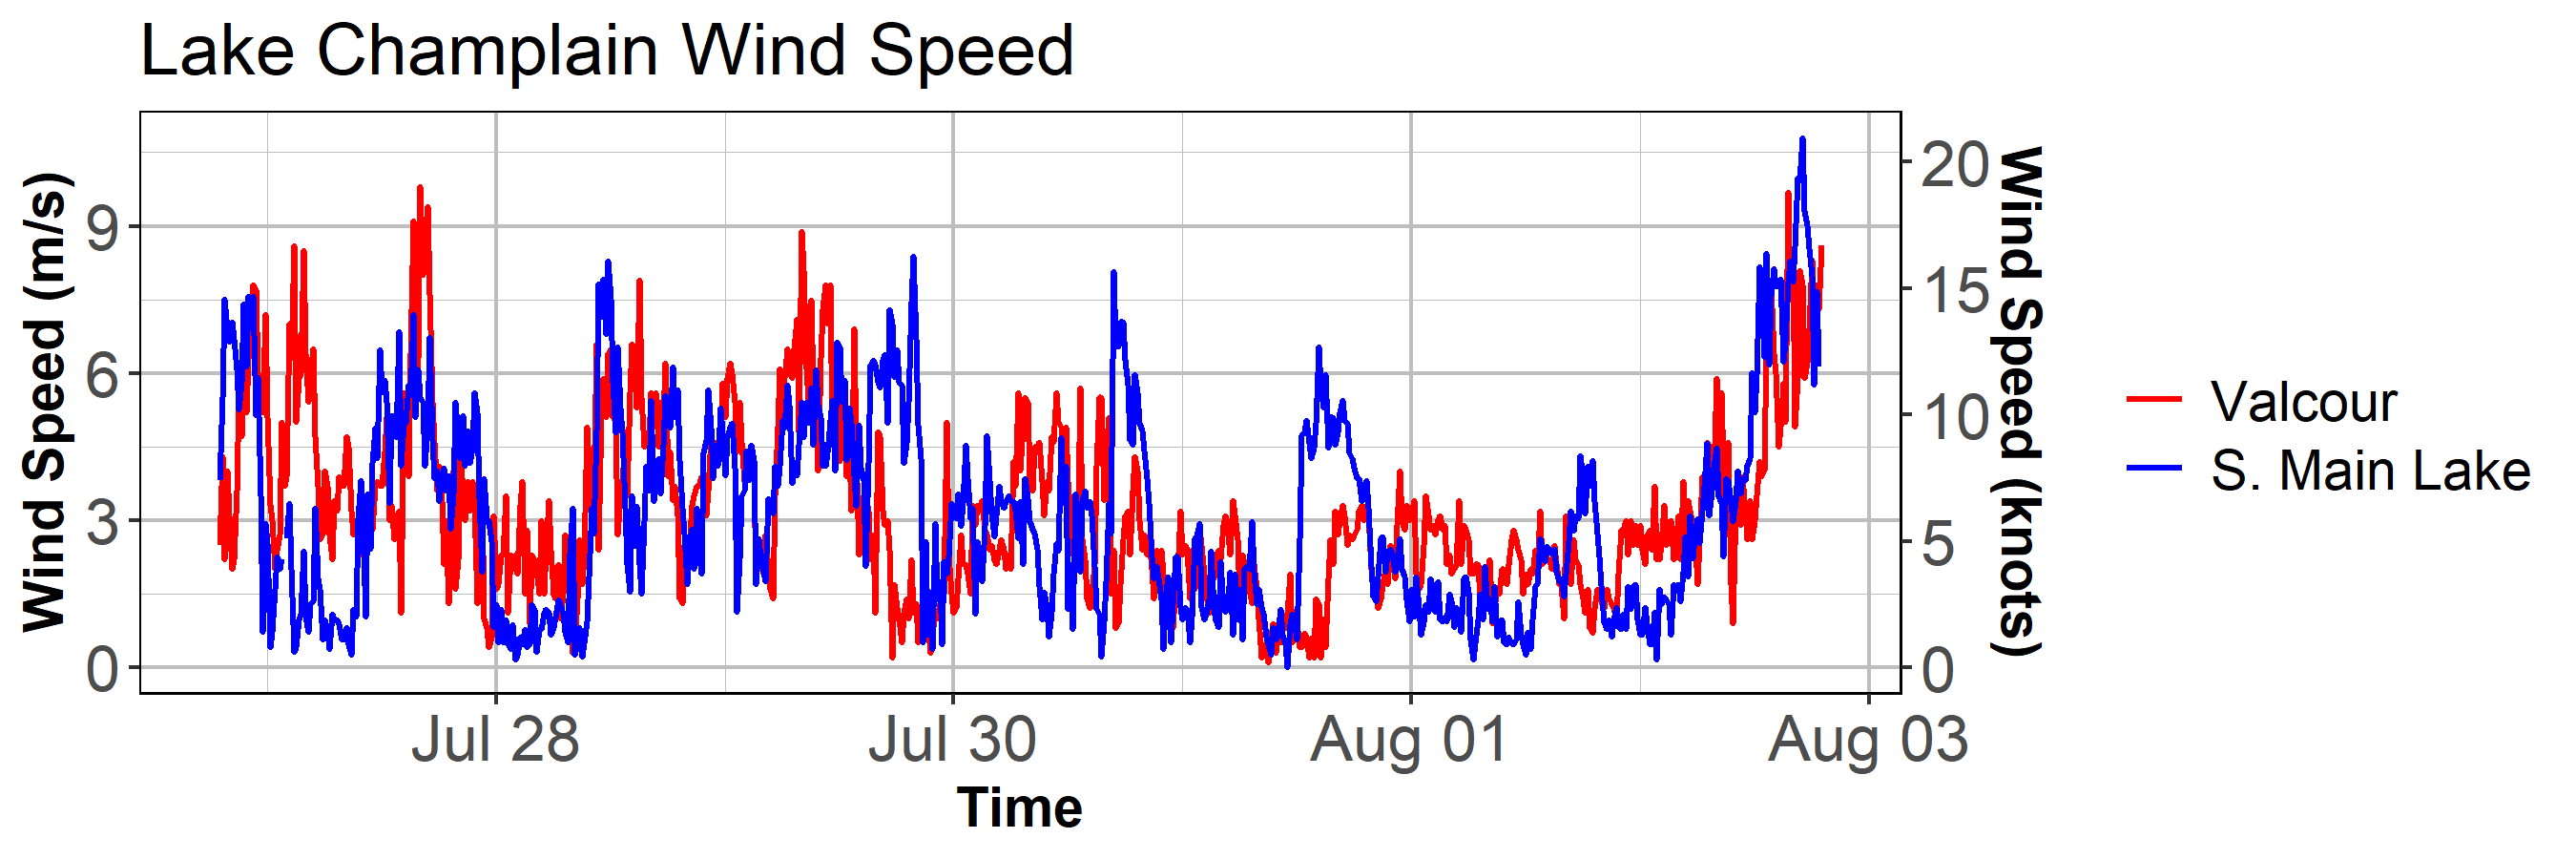 Lake Champlain Wind Speed
Wind Speed (m/s)
9
6
3
0
20
15
10
5
0
Wind Speed (knots)
Jul 28
Jul 30
Aug 01
Aug 03
Time
Valcour
S. Main Lake